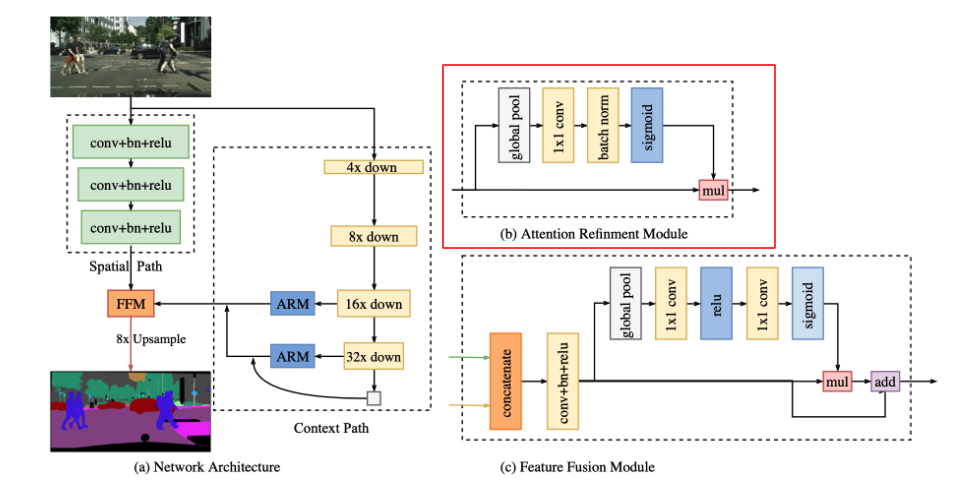 conv+bn+relu
conv+bn+relu
conv+bn+relu
Spatial Path
FFM
8x Upsample
4x down
8x down
16x down
32x down
ARM
ARM
Context Path
(a) Network Architecture
global pool
1x1 conv
batch norm
sigmoid
mul
(b) Attention Refinment Module
concatenate
conv+bn+relu
global pool
1x1 conv
relu
1x1 conv
sigmoid
mul
add
(c) Feature Fusion Module